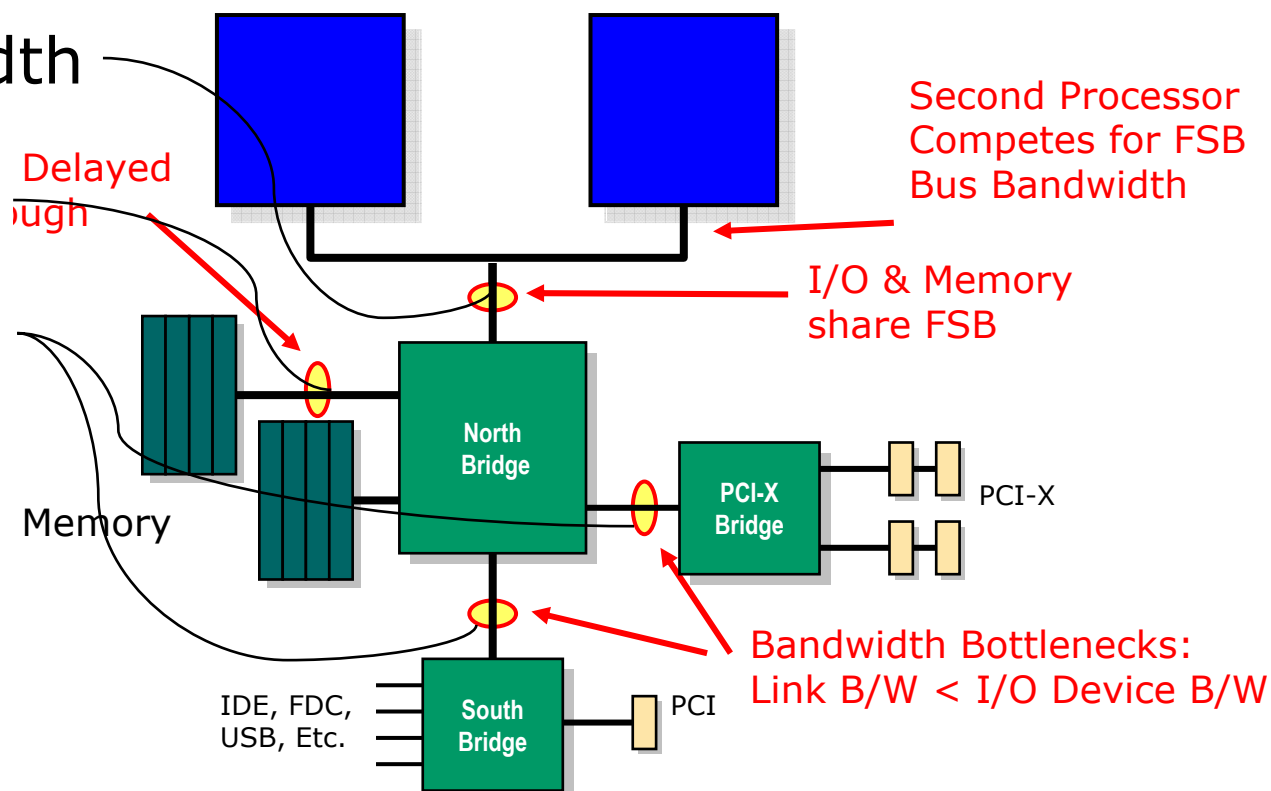 dth
Delayed
ough
Second Processor
Competes for FSB
Bus Bandwidth
I/O & Memory
share FSB
North
Bridge
PCI-X
Bridge
PCI-X
Memory
Bandwidth Bottlenecks:
Link B/W < I/O Device B/W
IDE, FDC,
USB, Etc.
South
Bridge
PCI